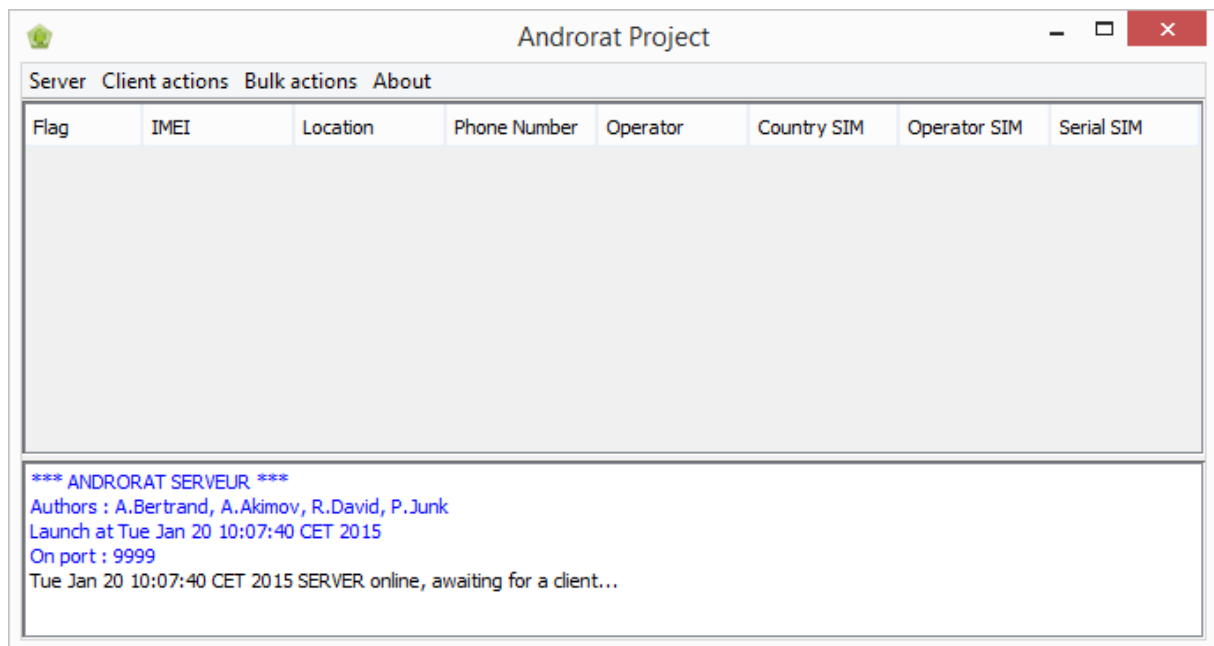 Androrat Project
Server Client actions Bulk actions About
Flag IMEI Location Phone Number Operator Country SIM Operator SIM Serial SIM
*** ANDRORAT SERVEUR ***
Authors : A.Bertrand, A.Akimov, R.David, P.Junk
Launch at Tue Jan 20 10:07:40 CET 2015
On port : 9999
Tue Jan 20 10:07:40 CET 2015 SERVER online, awaiting for a client...